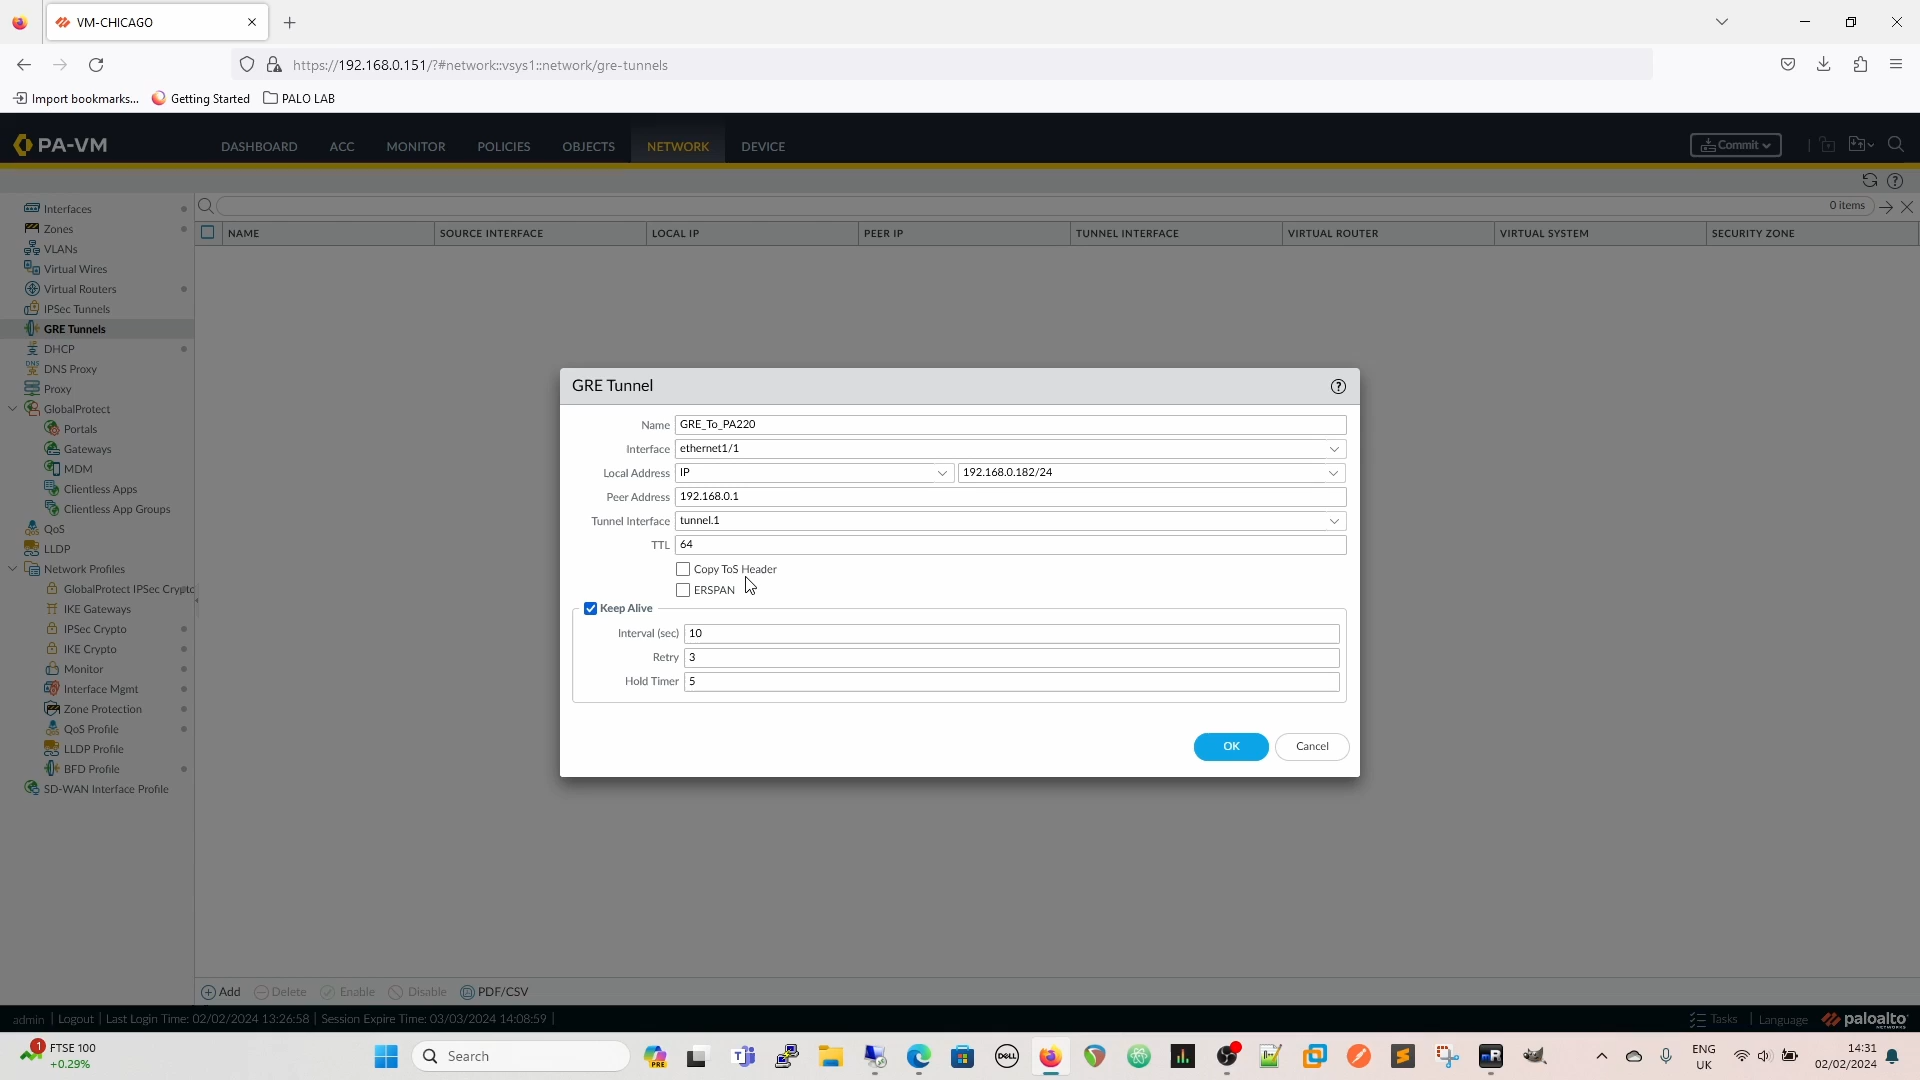 VM-CHICAGO
https://192.168.0.151/?#network::vsys1::network/gre-tunnels
Import bookmarks... Getting Started PALO LAB
PA-VM DASHBOARD ACC MONITOR POLICIES OBJECTS NETWORK DEVICE Commit
0 items
NAME SOURCE INTERFACE LOCAL IP PEER IP TUNNEL INTERFACE VIRTUAL ROUTER VIRTUAL SYSTEM SECURITY ZONE
Interfaces
Zones
VLANs
Virtual Wires
Virtual Routers
IPSec Tunnels
GRE Tunnels
DHCP
DNS Proxy
Proxy
GlobalProtect
Portals
Gateways
MDM
Clientless Apps
Clientless App Groups
QoS
LLDP
Network Profiles
GlobalProtect IPSec Crypto
IKE Gateways
IPSec Crypto
IKE Crypto
Monitor
Interface Mgmt
Zone Protection
QoS Profile
LLDP Profile
BFD Profile
SD-WAN Interface Profile
GRE Tunnel
Name GRE_To_PA220
Interface ethernet1/1
Local Address IP 192.168.0.182/24
Peer Address 192.168.0.1
Tunnel Interface tunnel.1
TTL 64
Copy ToS Header
ERSPAN
Keep Alive
Interval (sec) 10
Retry 3
Hold Timer 5
OK Cancel
Add Delete Enable Disable PDF/CSV
admin | Logout | Last Login Time: 02/02/2024 13:26:58 | Session Expire Time: 03/03/2024 14:08:59 | Tasks | Language paloalto NETWORKS
1 FTSE 100
+0.29%
Search
PRE
DELL
ENG
UK
14:31
02/02/2024